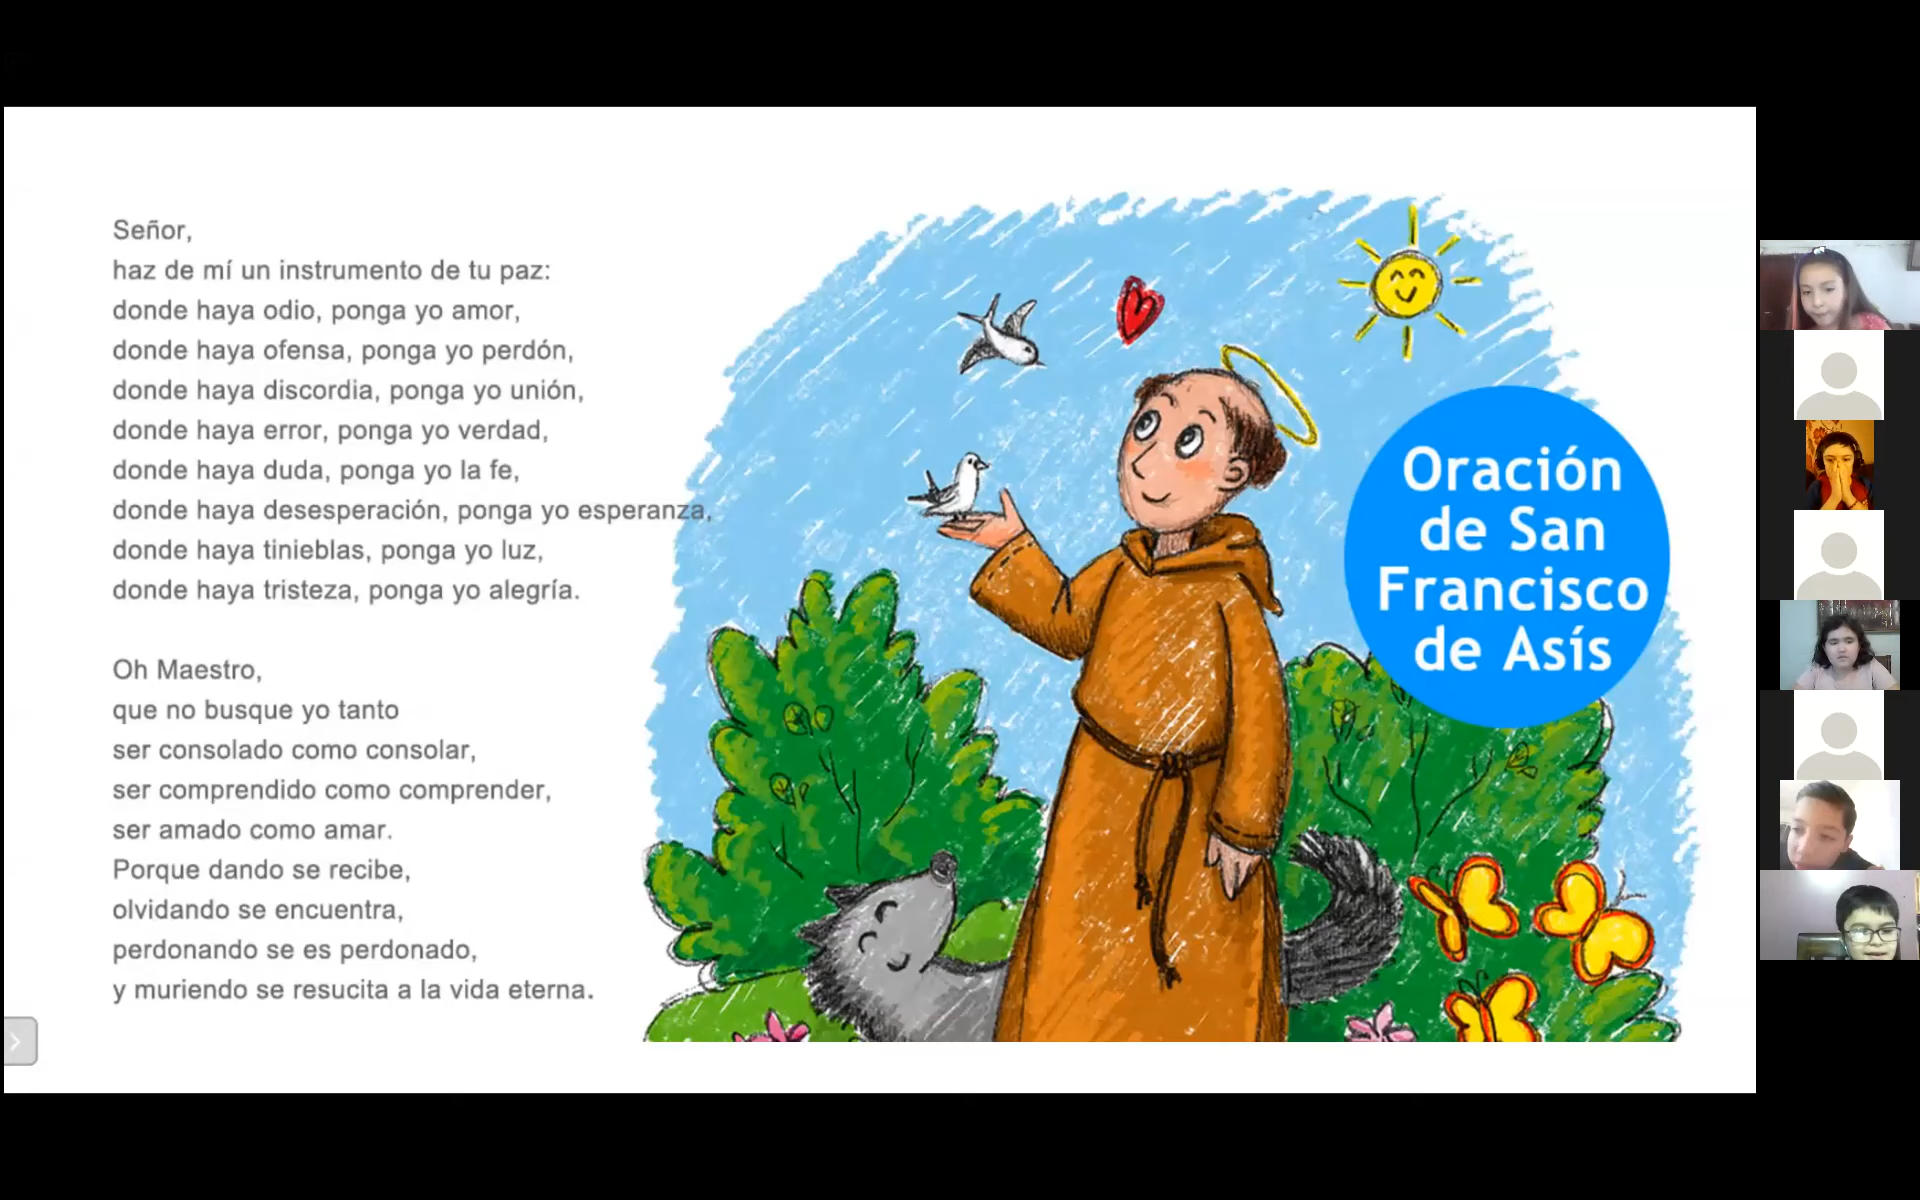 Señor,
haz de mí un instrumento de tu paz:
donde haya odio, ponga yo amor,
donde haya ofensa, ponga yo perdón,
donde haya discordia, ponga yo unión,
donde haya error, ponga yo verdad,
donde haya duda, ponga yo la fe,
donde haya desesperación, ponga yo esperanza,
donde haya tinieblas, ponga yo luz,
donde haya tristeza, ponga yo alegría.
Oh Maestro,
que no busque yo tanto
ser consolado como consolar,
ser comprendido como comprender,
ser amado como amar.
Porque dando se recibe,
olvidando se encuentra,
perdonando se es perdonado,
y muriendo se resucita a la vida eterna.
Oración
de San
Francisco
de Asís